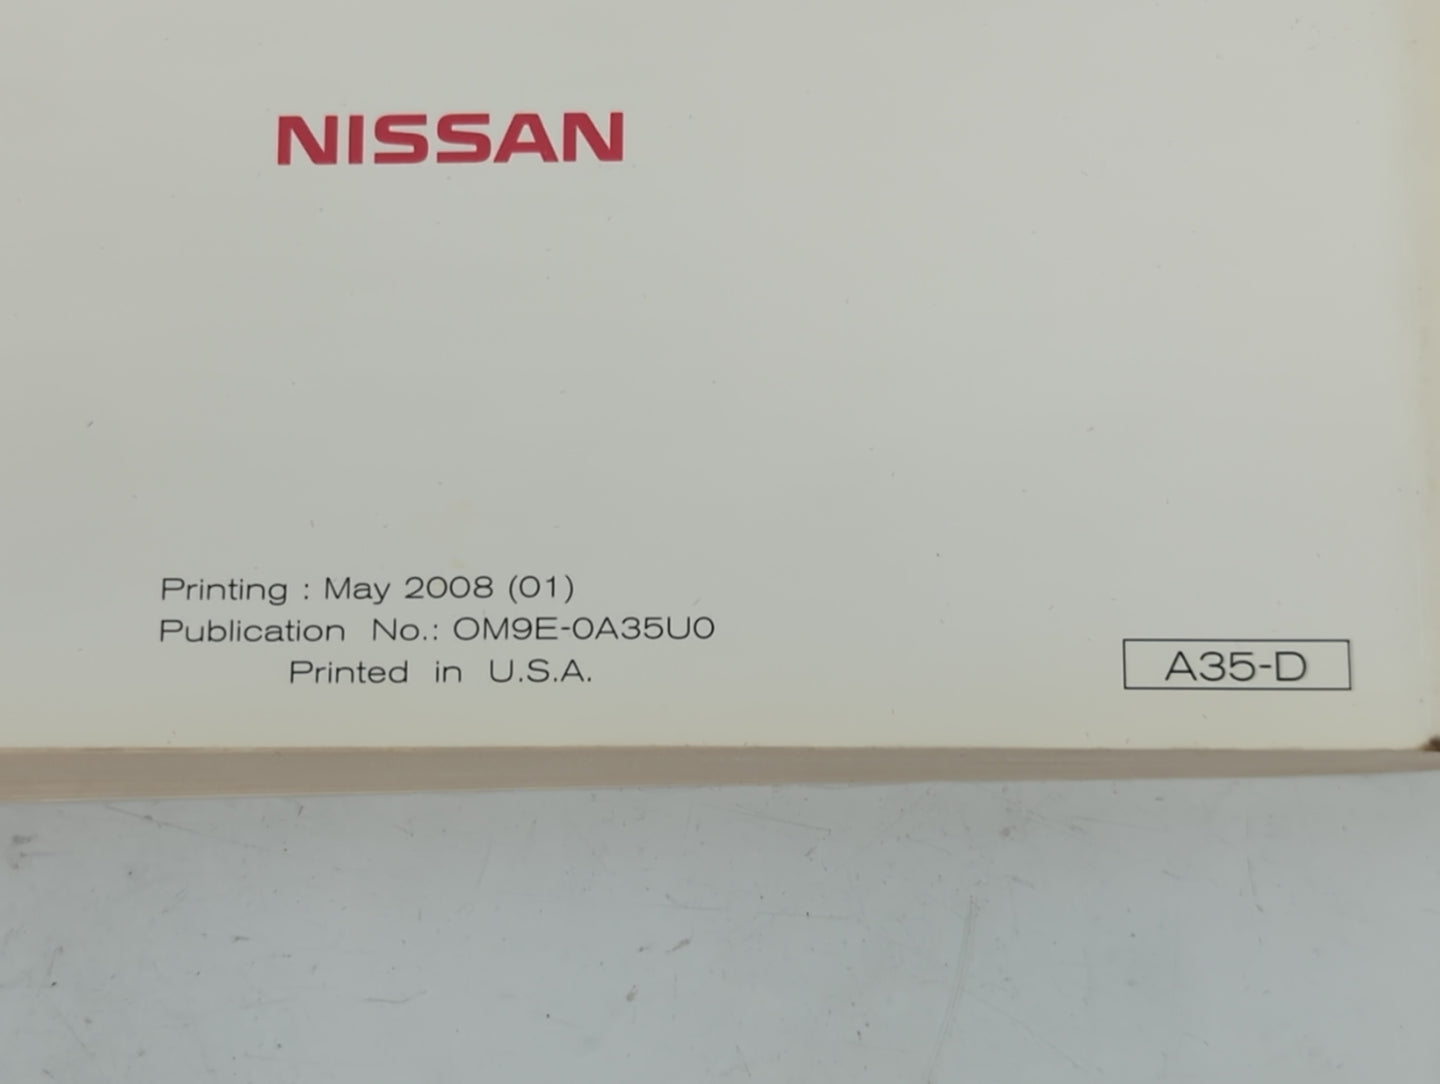 NISSAN
Printing : May 2008 (01)
Publication No.: OM9E-0A35U0
Printed in U.S.A.
A35-D